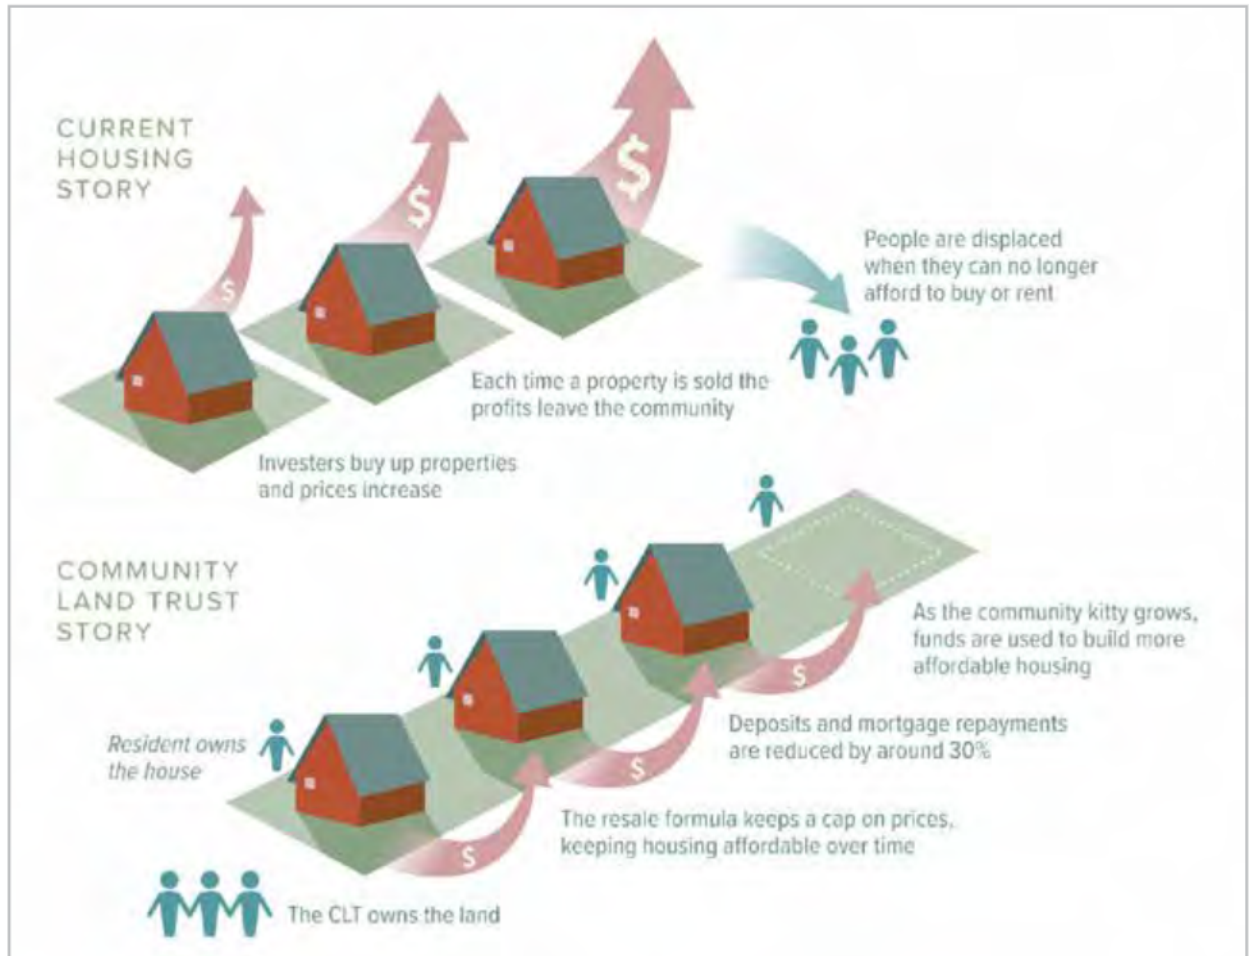 CURRENT
HOUSING
STORY
$
$
$
People are displaced
when they can no longer
afford to buy or rent
Each time a property is sold the
profits leave the community
Investers buy up properties
and prices increase
COMMUNITY
LAND TRUST
STORY
As the community kitty grows,
funds are used to build more
affordable housing
$
Deposits and mortgage repayments
are reduced by around 30%
$
Resident owns
the house
The resale formula keeps a cap on prices,
keeping housing affordable over time
$
The CLT owns the land